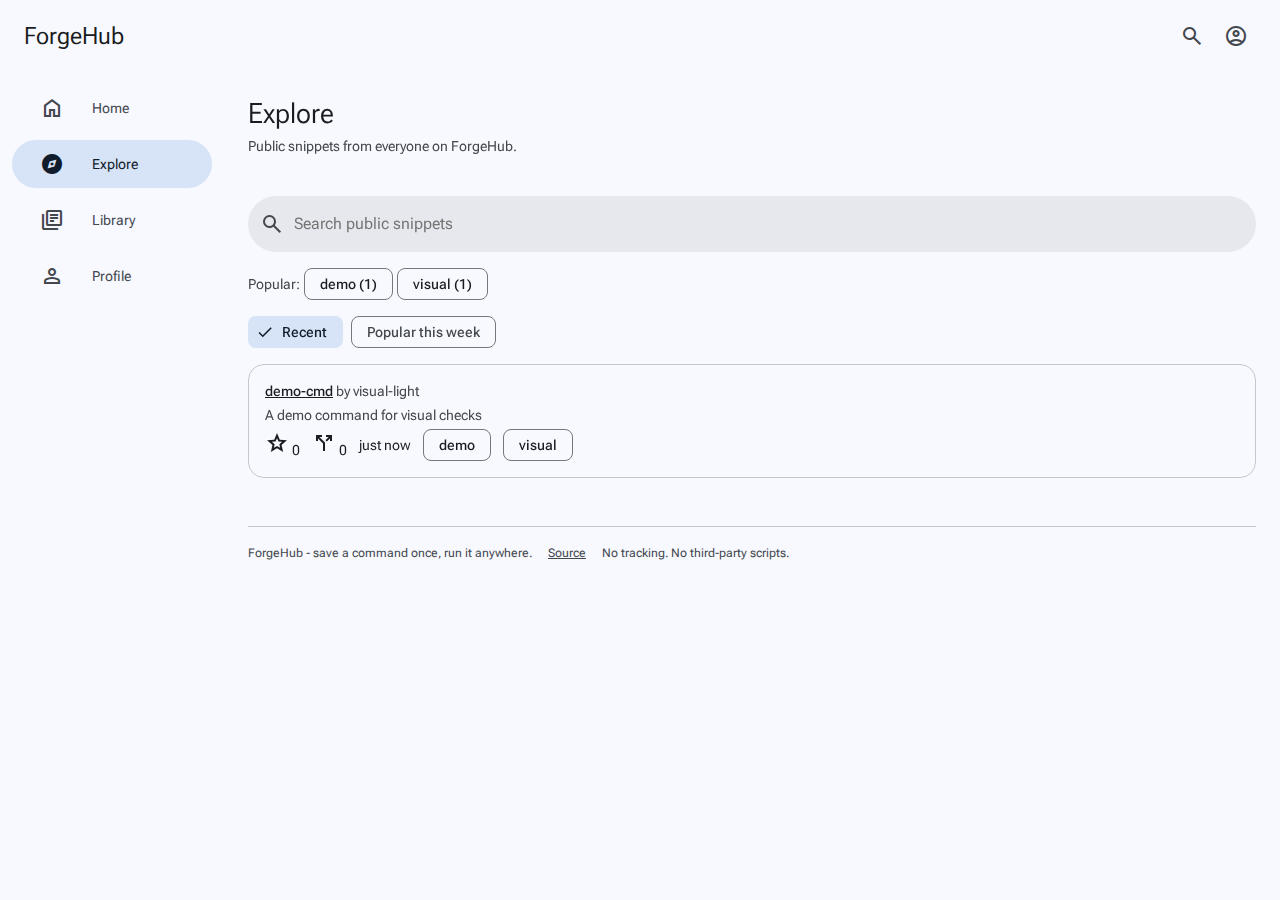 ForgeHub
Home
Explore
Library
Profile
Explore
Public snippets from everyone on ForgeHub.
Search public snippets
Popular: demo (1) visual (1)
Recent Popular this week
demo-cmd by visual-light
A demo command for visual checks
0 0 just now demo visual
ForgeHub - save a command once, run it anywhere. Source No tracking. No third-party scripts.